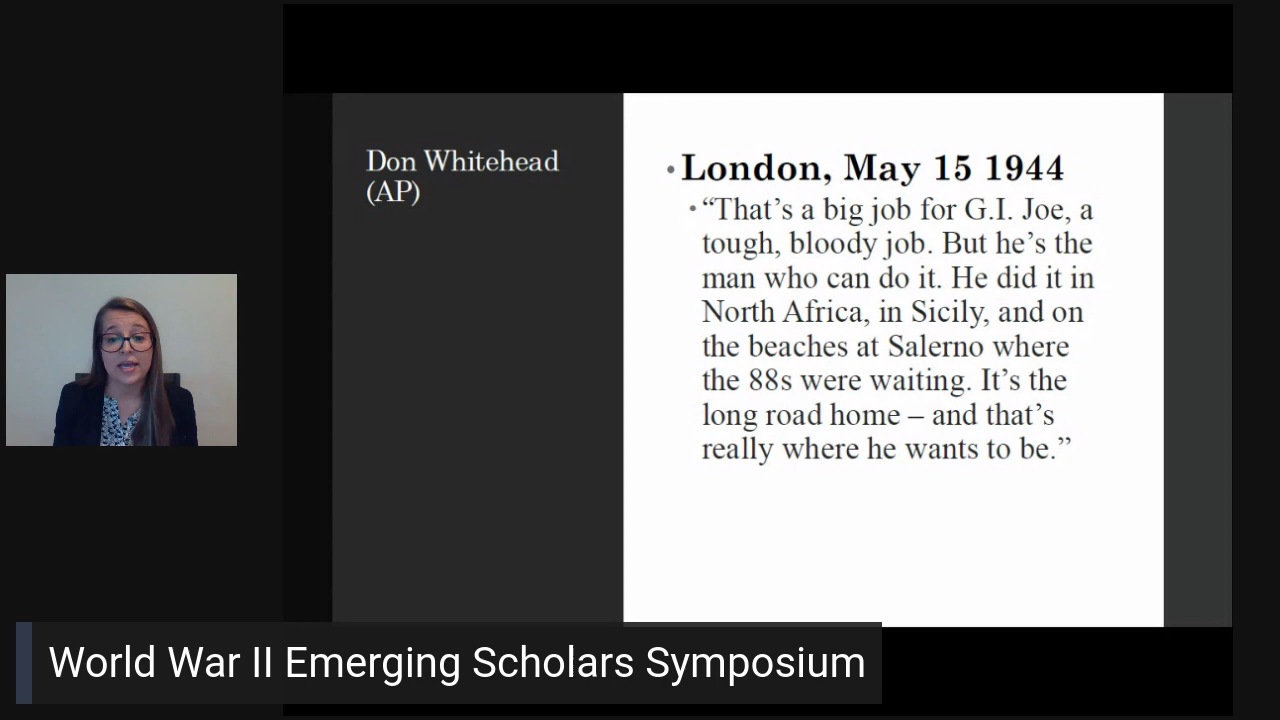 Don Whitehead
(AP)
• London, May 15 1944
• “That’s a big job for G.I. Joe, a
tough, bloody job. But he’s the
man who can do it. He did it in
North Africa, in Sicily, and on
the beaches at Salerno where
the 88s were waiting. It’s the
long road home – and that’s
really where he wants to be.”
World War II Emerging Scholars Symposium